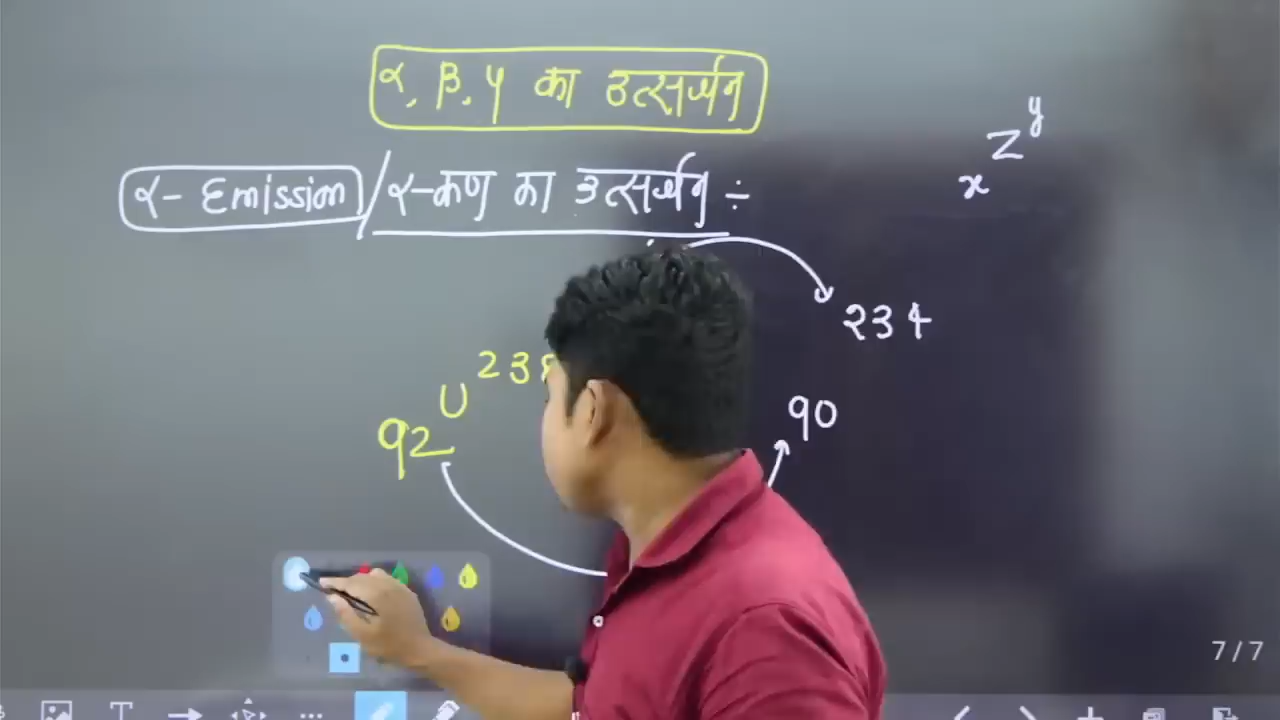 α, β, γ का उत्सर्जन
α- Emission / α-कण का उत्सर्जन ÷
x Z y
234
92 U 238
90
7/7
T